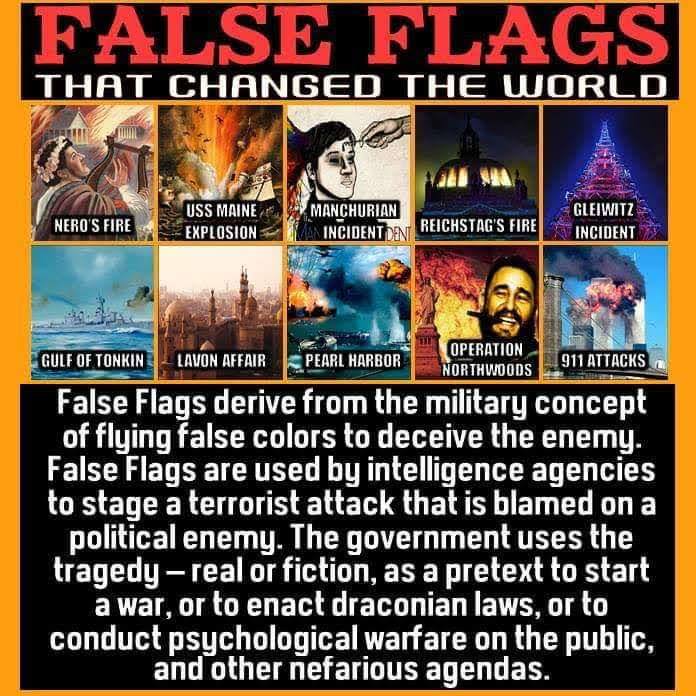 FALSE FLAGS
THAT CHANGED THE WORLD
NERO'S FIRE
USS MAINE
EXPLOSION
MANCHURIAN
INCIDENT
REICHSTAG'S FIRE
GLEIWITZ
INCIDENT
GULF OF TONKIN
LAVON AFFAIR
PEARL HARBOR
OPERATION
NORTHWOODS
911 ATTACKS
False Flags derive from the military concept
of flying false colors to deceive the enemy.
False Flags are used by intelligence agencies
to stage a terrorist attack that is blamed on a
political enemy. The government uses the
tragedy – real or fiction, as a pretext to start
a war, or to enact draconian laws, or to
conduct psychological warfare on the public,
and other nefarious agendas.